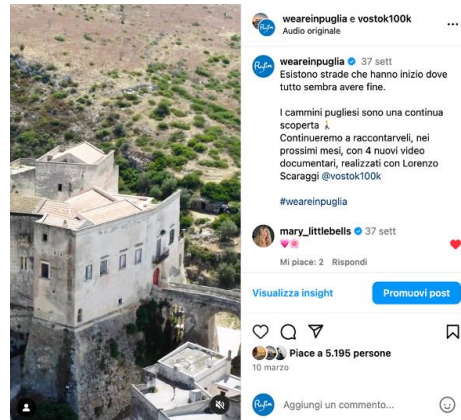 weareinpuglia e vostok100k
Audio originale
weareinpuglia 37 sett
Esistono strade che hanno inizio dove
tutto sembra avere fine.
I cammini pugliesi sono una continua
scoperta 🚶
Continueremo a raccontarveli, nei
prossimi mesi, con 4 nuovi video
documentari, realizzati con Lorenzo
Scaraggi @vostok100k
#weareinpuglia
mary_littlebells 37 sett
💗🌸
Mi piace: 2 Rispondi
Visualizza insight
Promuovi post
Piace a 5.195 persone
10 marzo
Aggiungi un commento...